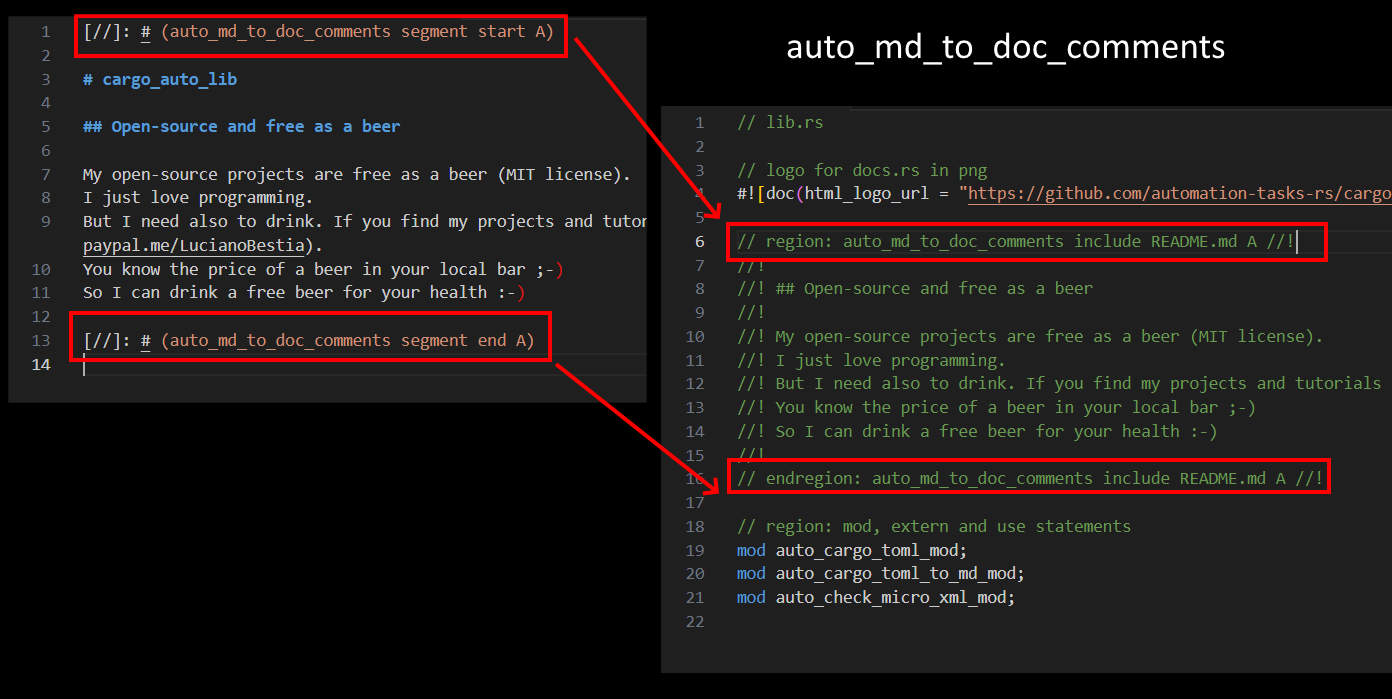 auto_md_to_doc_comments
1 [//]: # (auto_md_to_doc_comments segment start A)
2
3 # cargo_auto_lib
4
5 ## Open-source and free as a beer
6
7 My open-source projects are free as a beer (MIT license).
8 I just love programming.
9 But I need also to drink. If you find my projects and tutor
paypal.me/LucianoBestia).
10 You know the price of a beer in your local bar ;-)
11 So I can drink a free beer for your health :-)
12
13 [//]: # (auto_md_to_doc_comments segment end A)
14
1 // lib.rs
2
3 // logo for docs.rs in png
4 #![doc(html_logo_url = "https://github.com/automation-tasks-rs/cargo
5
6 // region: auto_md_to_doc_comments include README.md A //!
7 //!
8 //! ## Open-source and free as a beer
9 //!
10 //! My open-source projects are free as a beer (MIT license).
11 //! I just love programming.
12 //! But I need also to drink. If you find my projects and tutorials
13 //! You know the price of a beer in your local bar ;-)
14 //! So I can drink a free beer for your health :-)
15 //!
16 // endregion: auto_md_to_doc_comments include README.md A //!
17
18 // region: mod, extern and use statements
19 mod auto_cargo_toml_mod;
20 mod auto_cargo_toml_to_md_mod;
21 mod auto_check_micro_xml_mod;
22